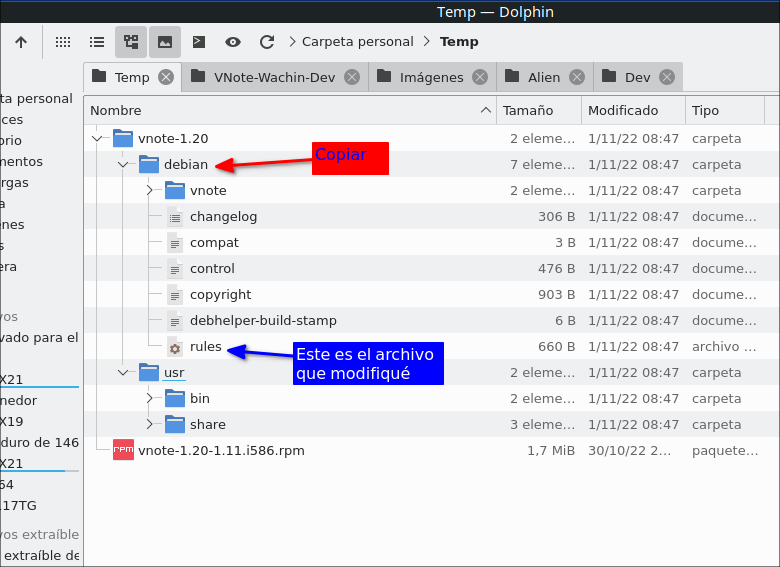 Temp — Dolphin
Carpeta personal Temp
Temp VNote-Wachin-Dev Imágenes Alien Dev
Nombre Tamaño Modificado Tipo
vnote-1.20 2 eleme... 1/11/22 08:47 carpeta
debian 7 eleme... 1/11/22 08:47 carpeta
Copiar
vnote 2 eleme... 1/11/22 08:47 carpeta
changelog 306 B 1/11/22 08:47 docume...
compat 3 B 1/11/22 08:47 docume...
control 476 B 1/11/22 08:47 docume...
copyright 903 B 1/11/22 08:47 docume...
debhelper-build-stamp 6 B 1/11/22 08:47 docume...
rules 660 B 1/11/22 08:47 archivo ...
Este es el archivo
que modifiqué
usr 2 eleme... 1/11/22 08:47 carpeta
bin 2 eleme... 1/11/22 08:47 carpeta
share 3 eleme... 1/11/22 08:47 carpeta
rpm vnote-1.20-1.11.i586.rpm 1,7 MiB 30/10/22 2... paquete...
ta personal
ces
orio
mentos
rgas
a
enes
s
era
vos
vado para el
X21
nedor
X19
duro de 146
X21
64
.17TG
vos extraíble
extraíble de